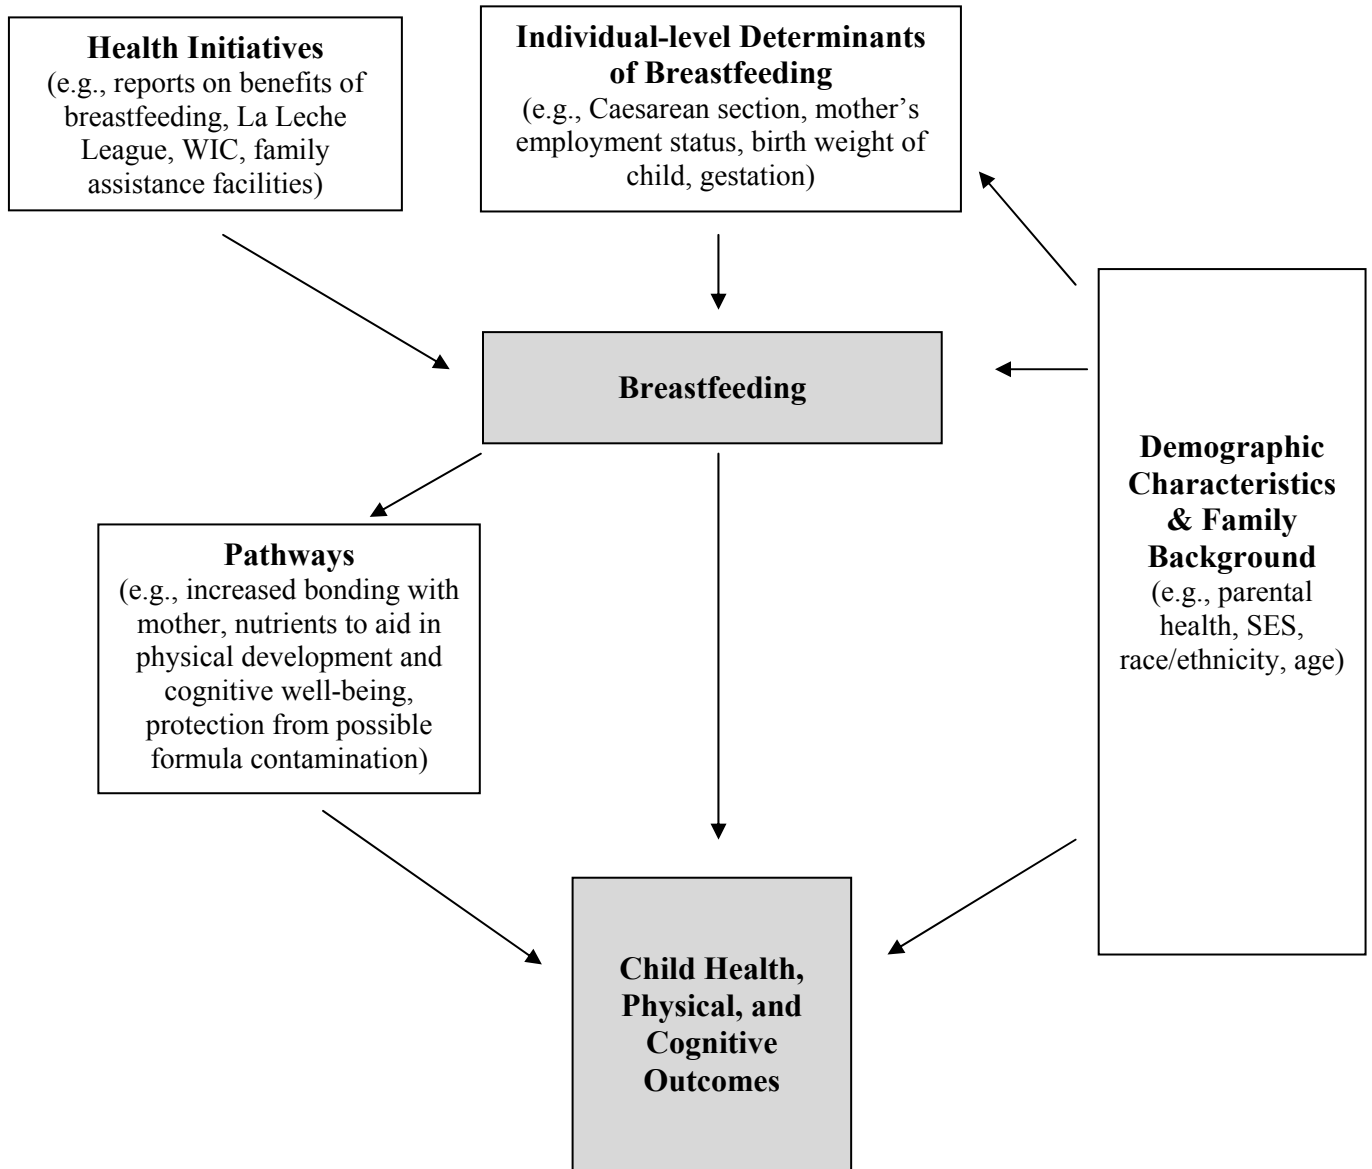 Health Initiatives
(e.g., reports on benefits of
breastfeeding, La Leche
League, WIC, family
assistance facilities)
Individual-level Determinants
of Breastfeeding
(e.g., Caesarean section, mother’s
employment status, birth weight of
child, gestation)
Breastfeeding
Demographic
Characteristics
& Family
Background
(e.g., parental
health, SES,
race/ethnicity, age)
Pathways
(e.g., increased bonding with
mother, nutrients to aid in
physical development and
cognitive well-being,
protection from possible
formula contamination)
Child Health,
Physical, and
Cognitive
Outcomes